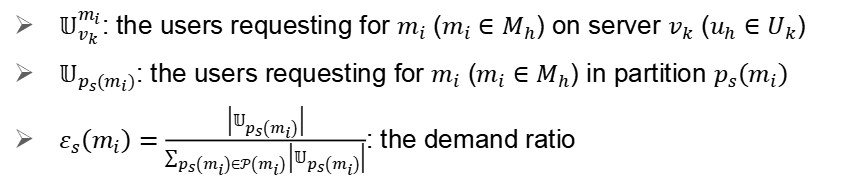 ➢ 𝕌_{v_k}^{m_i}: the users requesting for m_i (m_i ∈ M_h) on server v_k (u_h ∈ U_k)
➢ 𝕌_{p_s(m_i)}: the users requesting for m_i (m_i ∈ M_h) in partition p_s(m_i)
➢ ε_s(m_i) = |𝕌_{p_s(m_i)}| / ∑_{p_s(m_i)∈𝒫(m_i)} |𝕌_{p_s(m_i)}|: the demand ratio